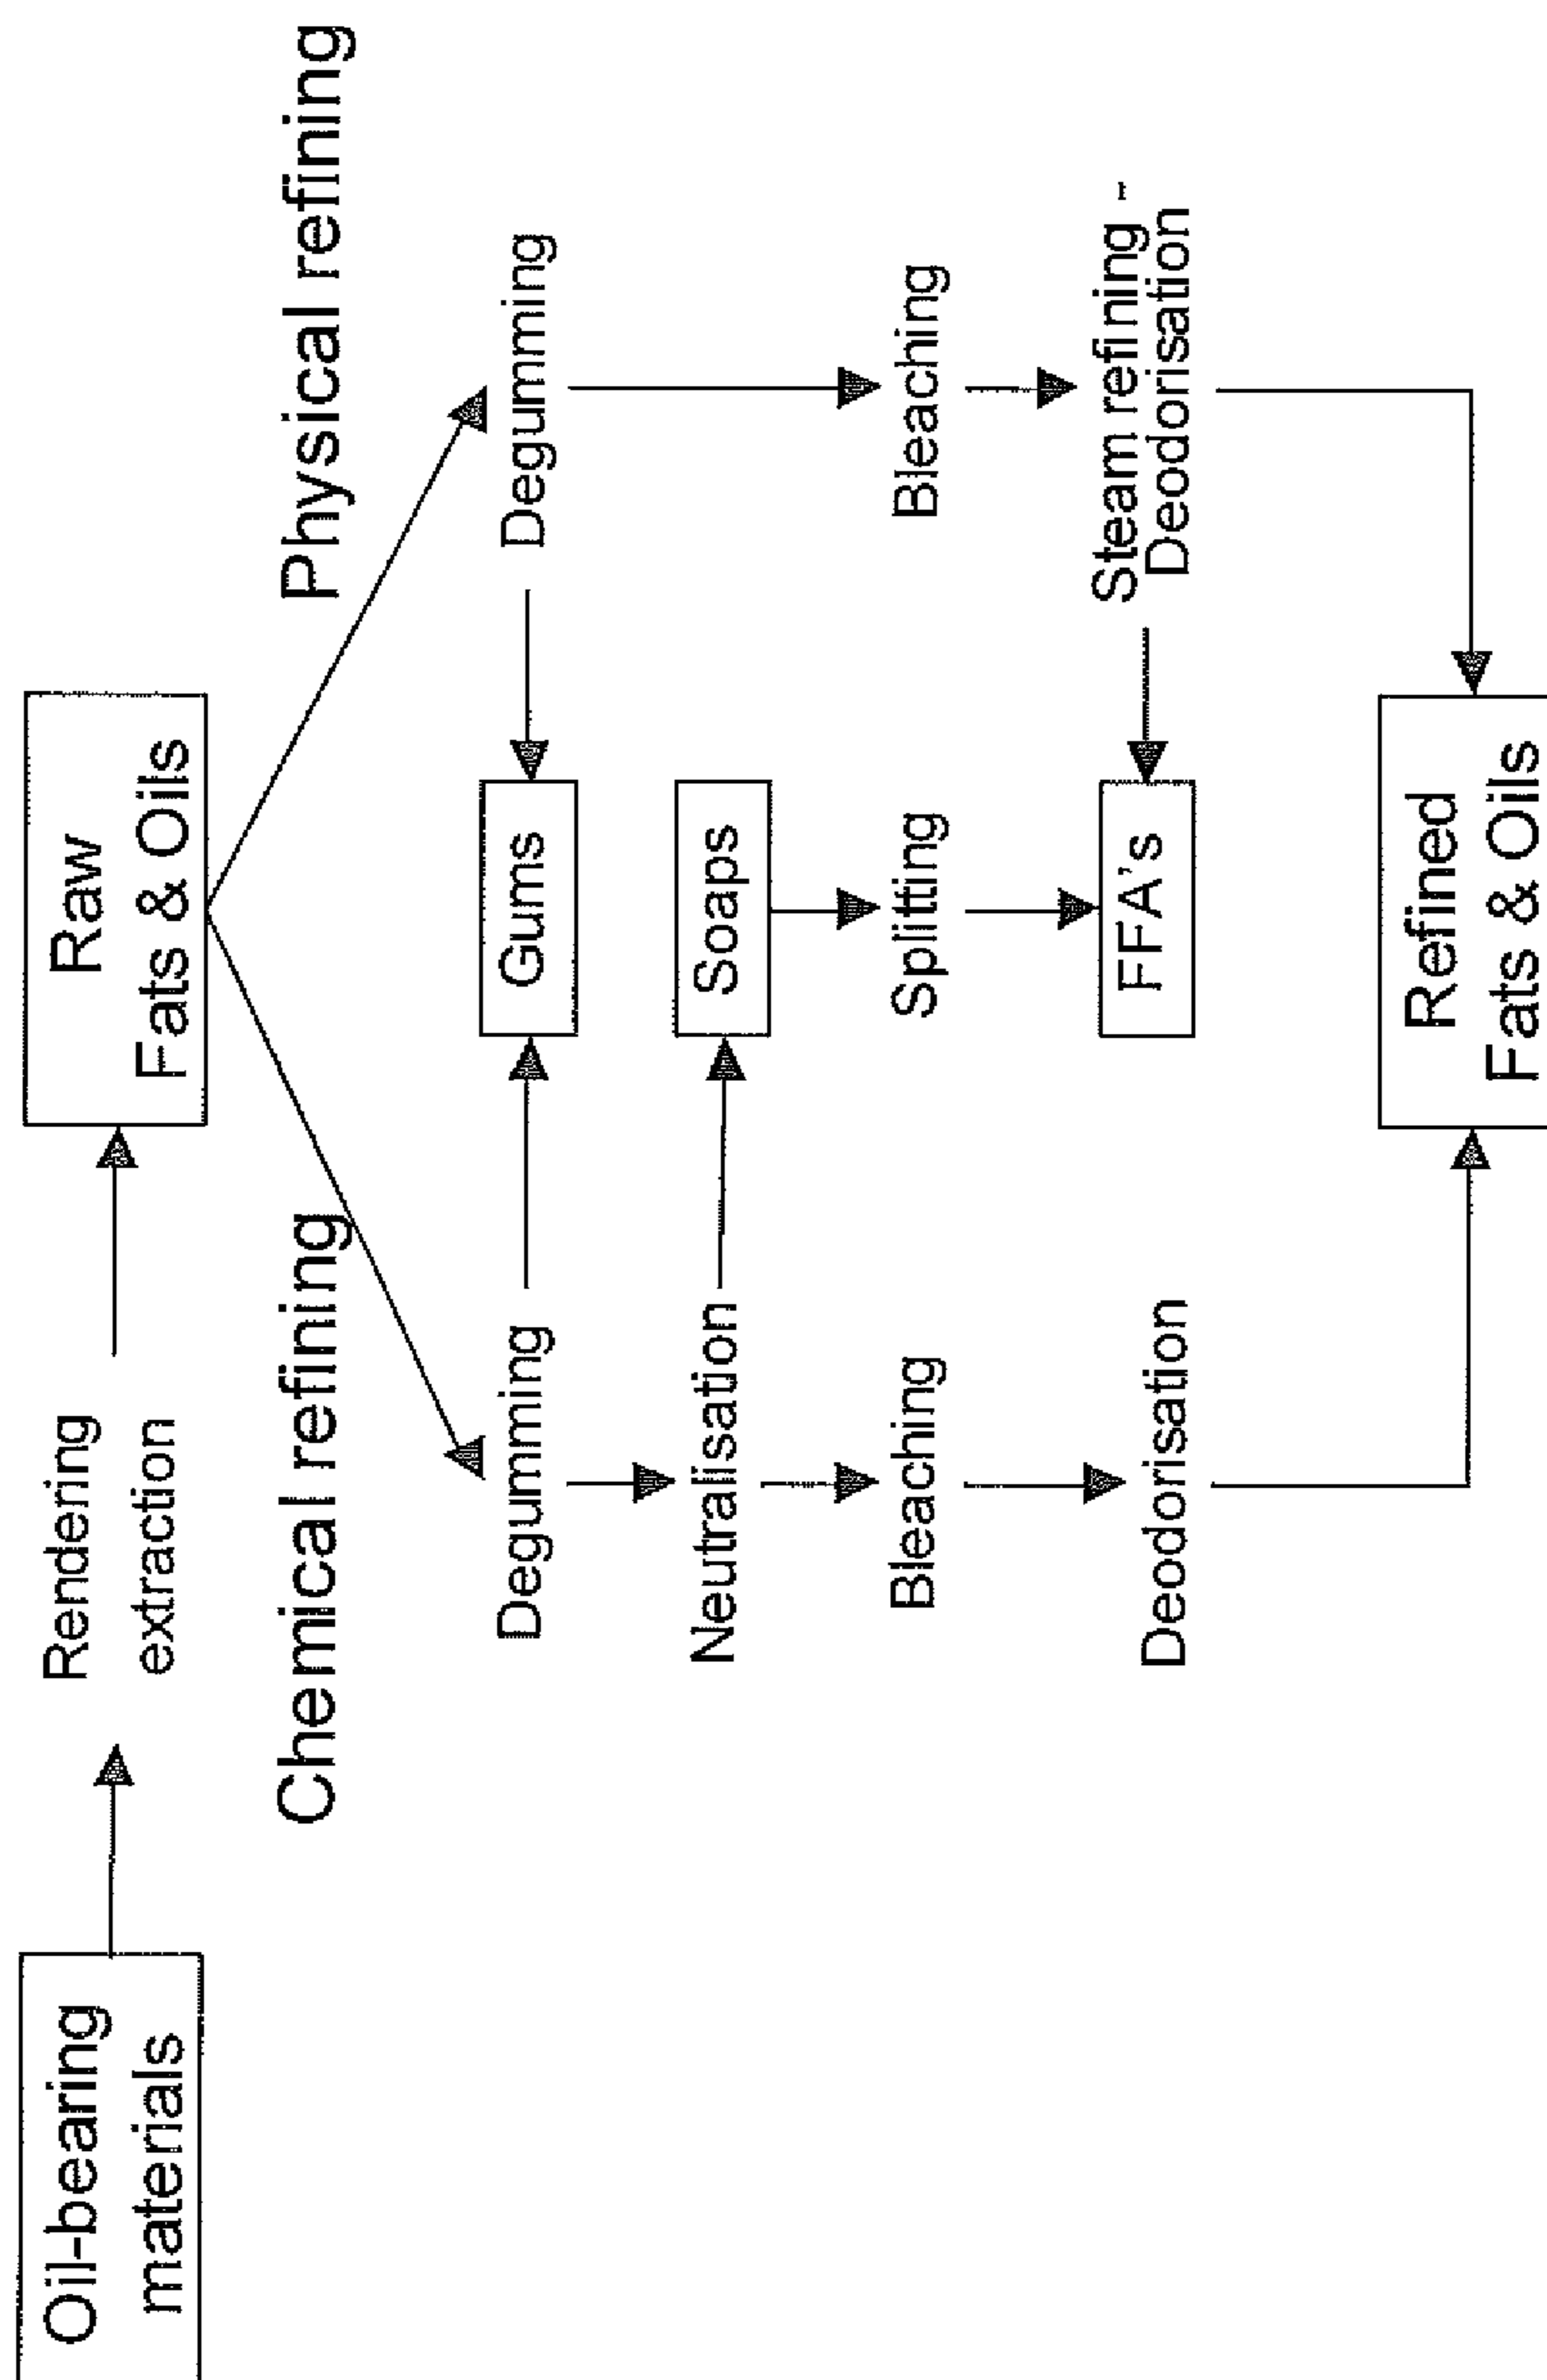 Oil-bearing
materials
Rendering
extraction
Raw
Fats & Oils
Chemical refining
Physical refining
Degumming
Gums
Degumming
Neutralisation
Soaps
Bleaching
Splitting
Bleaching
Deodorisation
FFA's
Steam refining -
Deodorisation
Refined
Fats & Oils